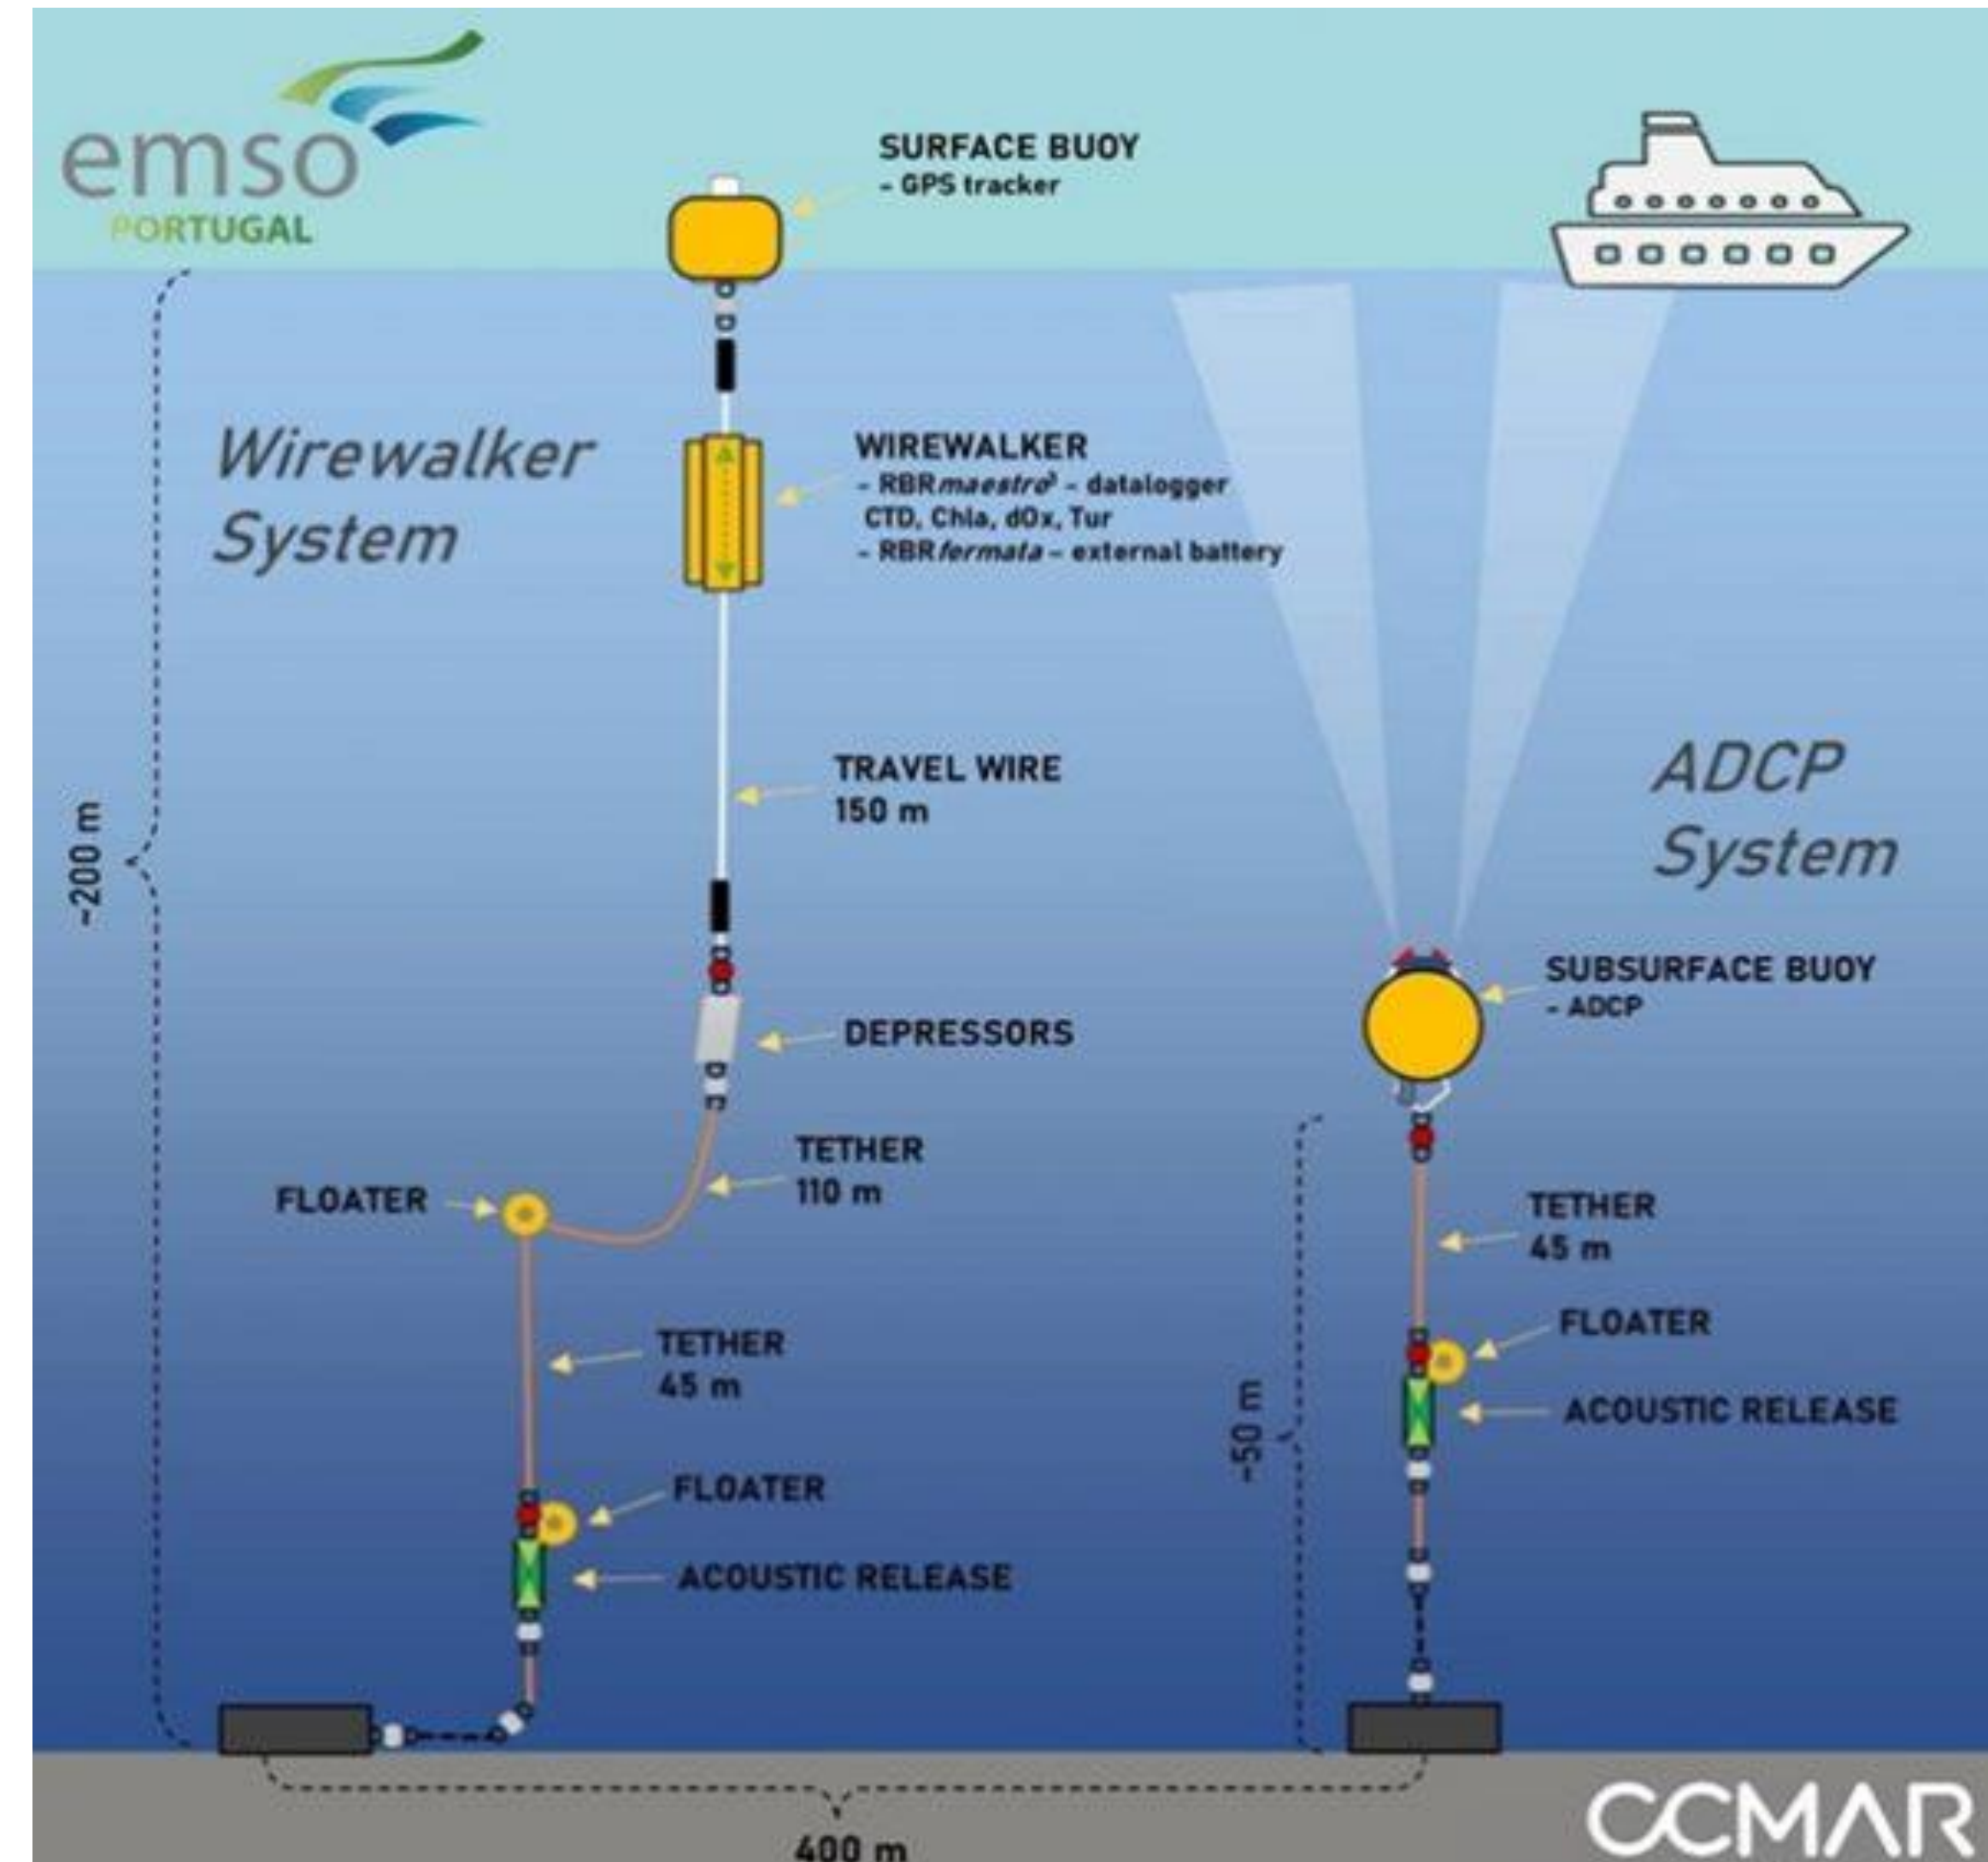 emso
PORTUGAL
SURFACE BUOY
- GPS tracker
Wirewalker
System
WIREWALKER
- RBRmaestro³ - datalogger
CTD, Chla, dOx, Tur
- RBRfermata - external battery
TRAVEL WIRE
150 m
~200 m
ADCP
System
DEPRESSORS
SUBSURFACE BUOY
- ADCP
TETHER
110 m
FLOATER
TETHER
45 m
TETHER
45 m
FLOATER
ACOUSTIC RELEASE
~50 m
FLOATER
ACOUSTIC RELEASE
400 m
CCMAR